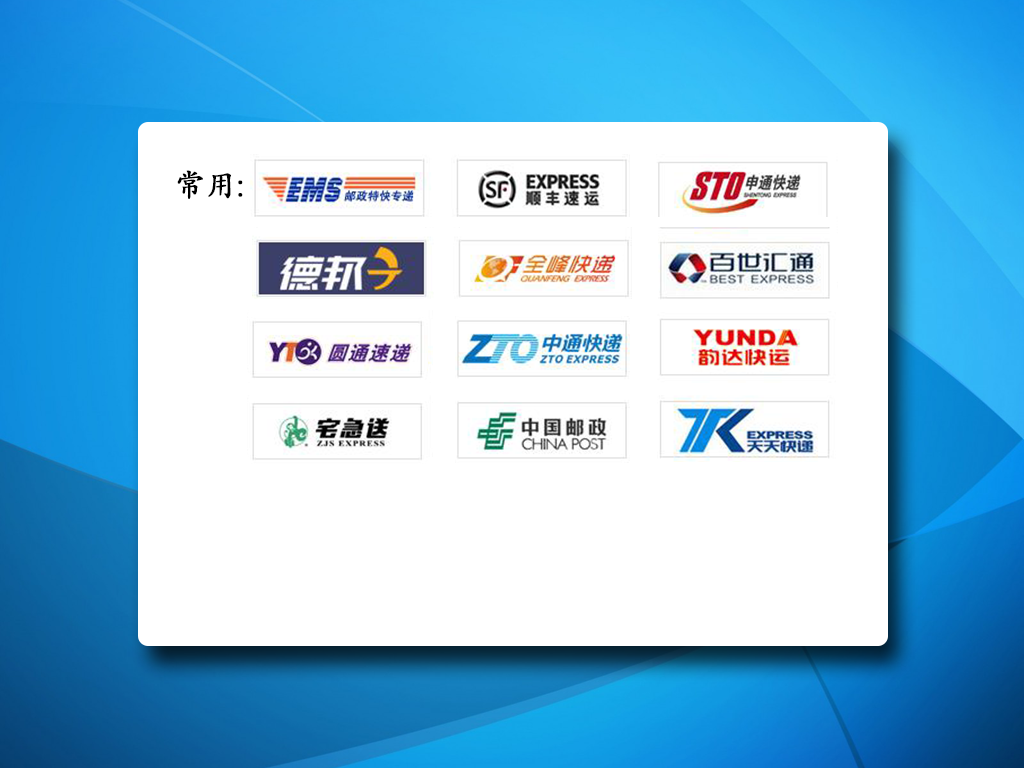 常用:
EMS 邮政特快专递
SF EXPRESS
顺丰速运
STO 申通快递
SHENTONG EXPRESS
德邦
全峰快递
QUANFENG EXPRESS
百世汇通
BEST EXPRESS
YTO 圆通速递
ZTO 中通快递
ZTO EXPRESS
YUNDA
韵达快运
宅急送
ZJS EXPRESS
中国邮政
CHINA POST
TTK EXPRESS
天天快递